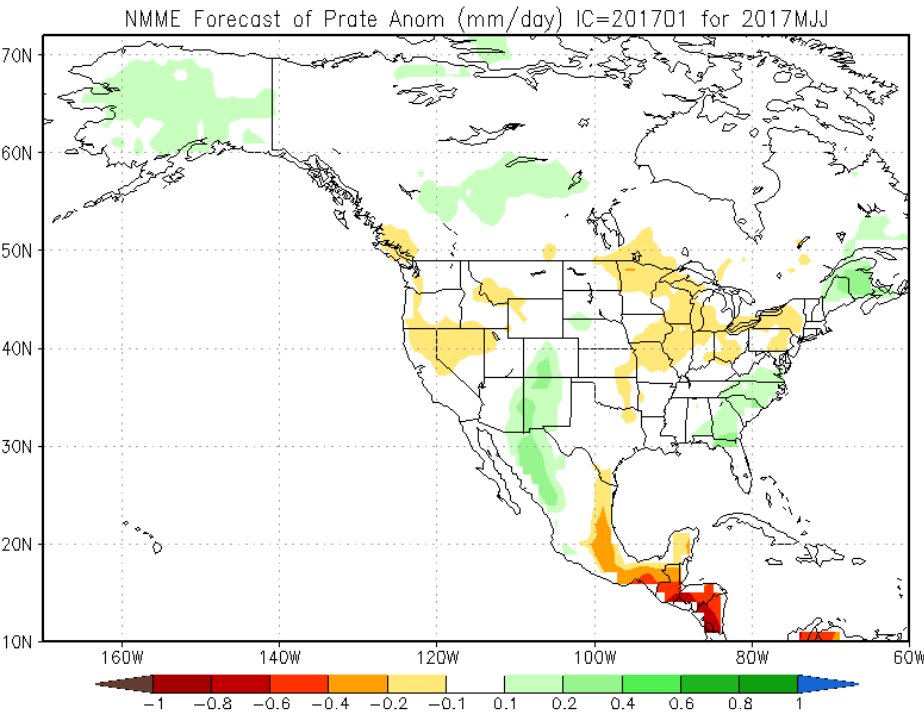 NMME Forecast of Prate Anom (mm/day) IC=201701 for 2017MJJ
70N
60N
50N
40N
30N
20N
10N
160W 140W 120W 100W 80W 60W
-1 -0.8 -0.6 -0.4 -0.2 -0.1 0.1 0.2 0.4 0.6 0.8 1